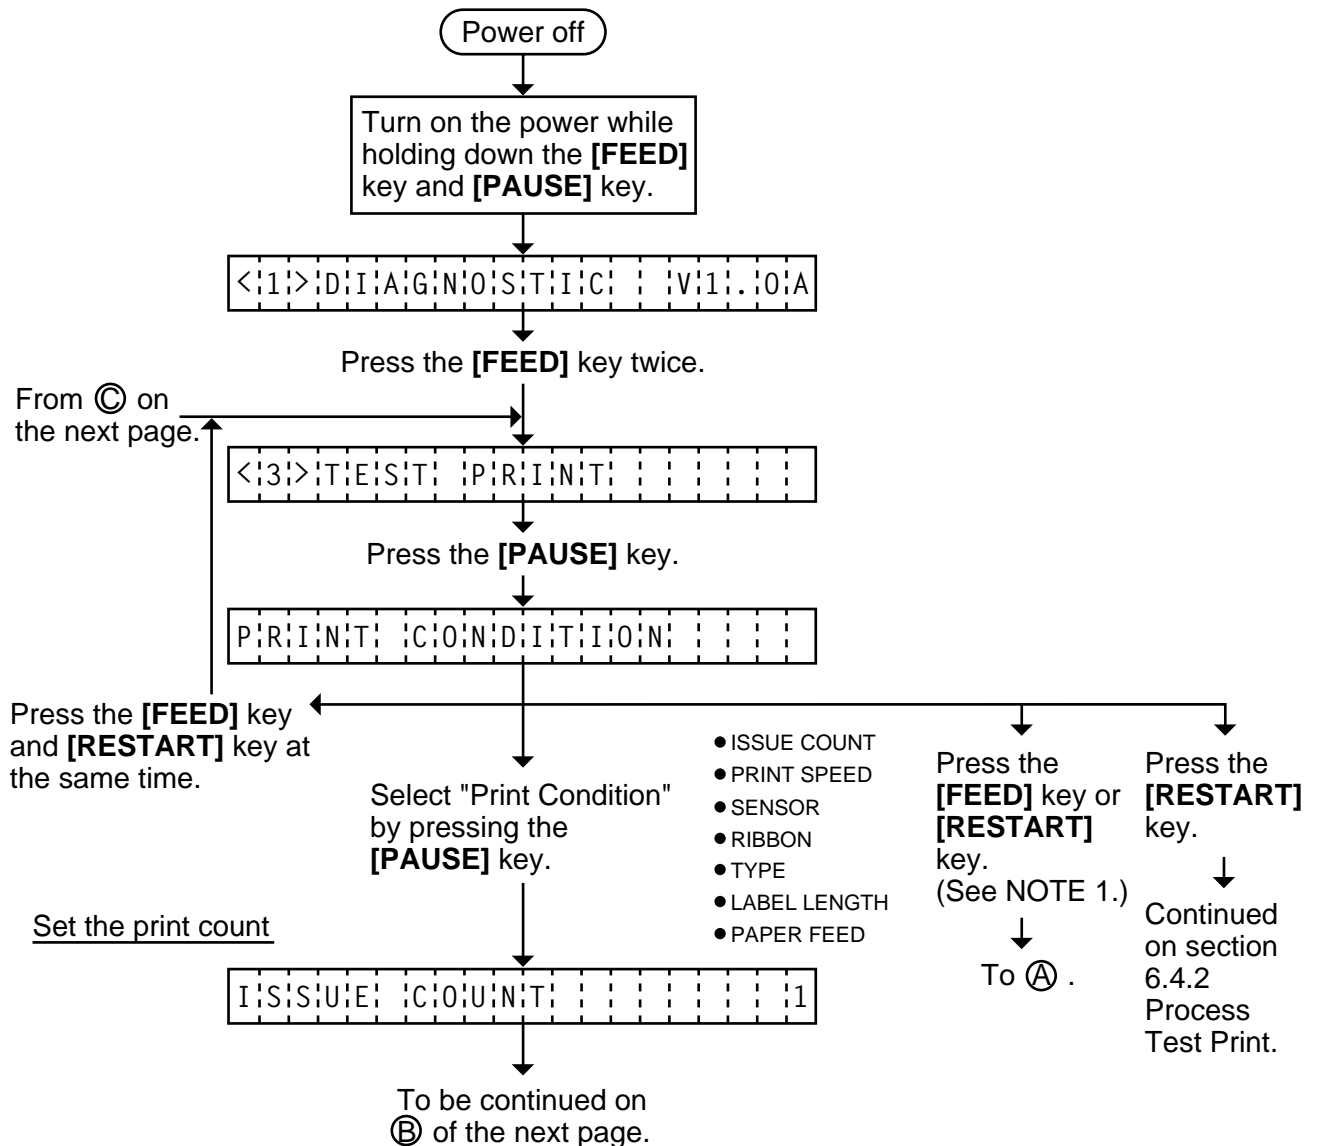 Power off
Turn on the power while
holding down the [FEED]
key and [PAUSE] key.
<1>DIAGNOSTIC  V1.0A
Press the [FEED] key twice.
From Ⓒ on
the next page.
<3>TEST PRINT
Press the [PAUSE] key.
PRINT CONDITION
Press the [FEED] key
and [RESTART] key at
the same time.
Select "Print Condition"
by pressing the
[PAUSE] key.
● ISSUE COUNT
● PRINT SPEED
● SENSOR
● RIBBON
● TYPE
● LABEL LENGTH
● PAPER FEED
Press the
[FEED] key or
[RESTART]
key.
(See NOTE 1.)
To Ⓐ .
Press the
[RESTART]
key.
Continued
on section
6.4.2
Process
Test Print.
Set the print count
ISSUE COUNT        1
To be continued on
Ⓑ of the next page.